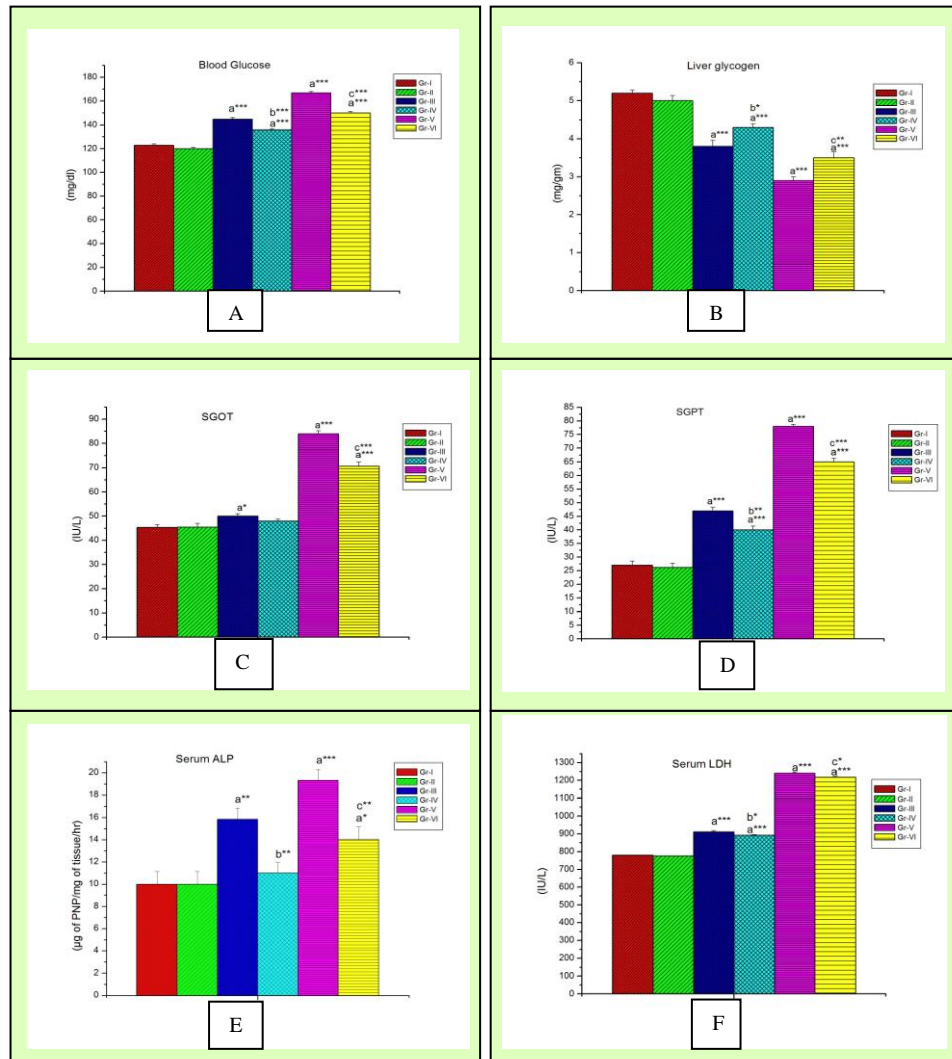 Blood Glucose
(mg/dl)
180
160
140
120
100
80
60
40
20
0
a***
b***
a***
a***
c***
a***
Gr-I
Gr-II
Gr-III
Gr-IV
Gr-V
Gr-VI
A
Liver glycogen
(mg/gm)
6
5
4
3
2
1
0
a***
b*
a***
a***
c**
a***
Gr-I
Gr-II
Gr-III
Gr-IV
Gr-V
Gr-VI
B
SGOT
(IU/L)
90
80
70
60
50
40
30
20
10
0
a*
a***
c***
a***
Gr-I
Gr-II
Gr-III
Gr-IV
Gr-V
Gr-VI
C
SGPT
(IU/L)
85
80
75
70
65
60
55
50
45
40
35
30
25
20
15
10
5
0
a***
b**
a***
a***
c***
a***
Gr-I
Gr-II
Gr-III
Gr-IV
Gr-V
Gr-VI
D
Serum ALP
(µg of PNP/mg of tissue/hr)
20
18
16
14
12
10
8
6
4
2
0
a**
b**
a***
c**
a*
Gr-I
Gr-II
Gr-III
Gr-IV
Gr-V
Gr-VI
E
Serum LDH
(IU/L)
1300
1200
1100
1000
900
800
700
600
500
400
300
200
100
0
a***
b*
a***
a***
c*
a***
Gr-I
Gr-II
Gr-III
Gr-IV
Gr-V
Gr-VI
F